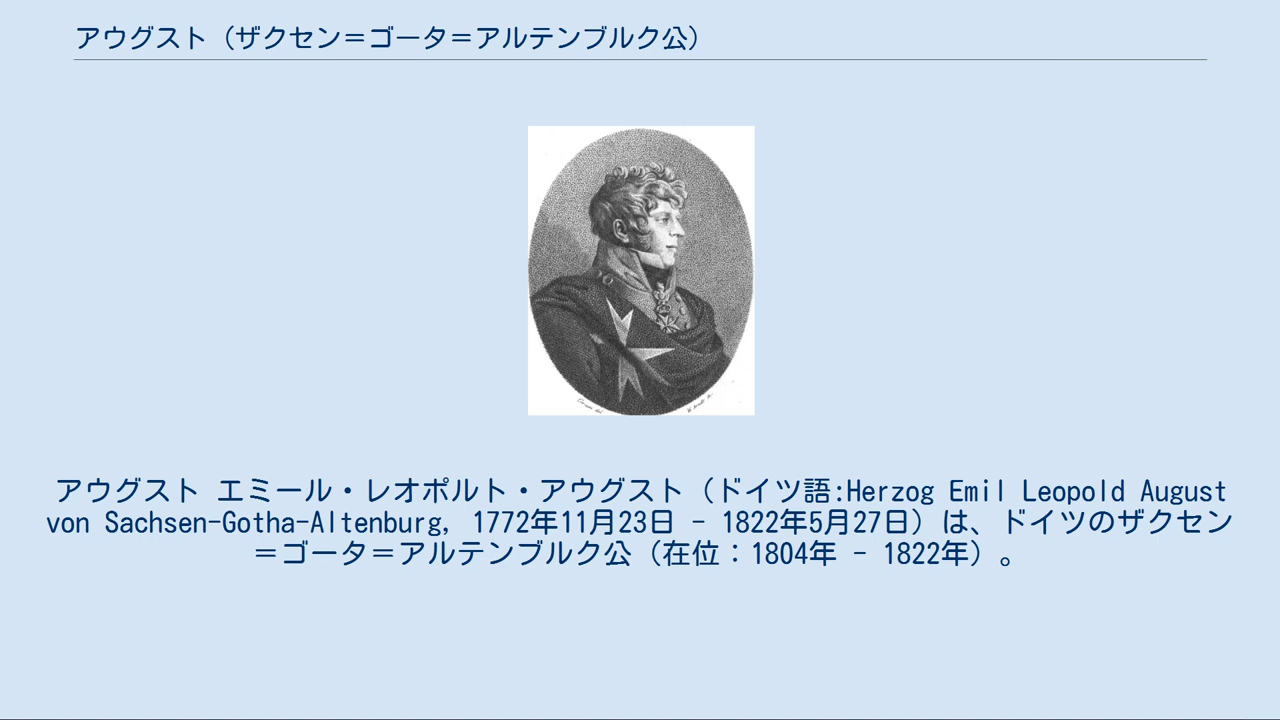 アウグスト（ザクセン＝ゴータ＝アルテンブルク公）
アウグスト エミール・レオポルト・アウグスト（ドイツ語:Herzog Emil Leopold August
von Sachsen-Gotha-Altenburg, 1772年11月23日 - 1822年5月27日）は、ドイツのザクセン
＝ゴータ＝アルテンブルク公（在位：1804年 - 1822年）。